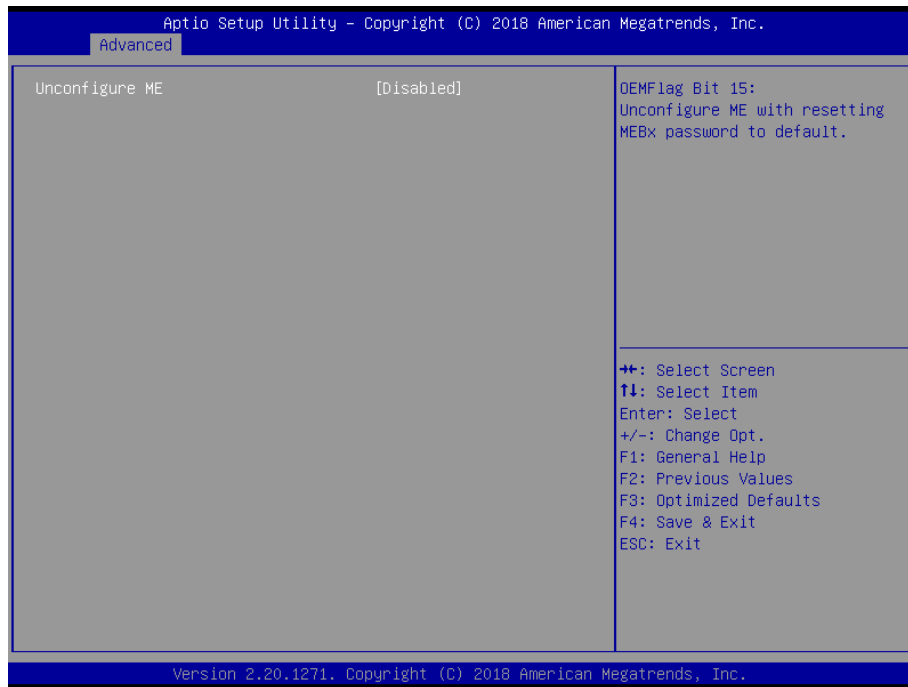 Aptio Setup Utility – Copyright (C) 2018 American Megatrends, Inc.
Advanced
Unconfigure ME [Disabled]
OEMFlag Bit 15:
Unconfigure ME with resetting
MEBx password to default.
→←: Select Screen
↑↓: Select Item
Enter: Select
+/-: Change Opt.
F1: General Help
F2: Previous Values
F3: Optimized Defaults
F4: Save & Exit
ESC: Exit
Version 2.20.1271. Copyright (C) 2018 American Megatrends, Inc.